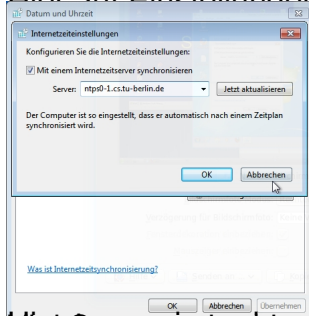 Datum und Uhrzeit
Internetzeiteinstellungen
Konfigurieren Sie die Internetzeiteinstellungen:
Mit einem Internetzeitserver synchronisieren
Server: ntps0-1.cs.tu-berlin.de Jetzt aktualisieren
Der Computer ist so eingestellt, dass er automatisch nach einem Zeitplan
synchronisiert wird.
OK Abbrechen
Was ist Internetzeitsynchronisierung?
OK Abbrechen Übernehmen